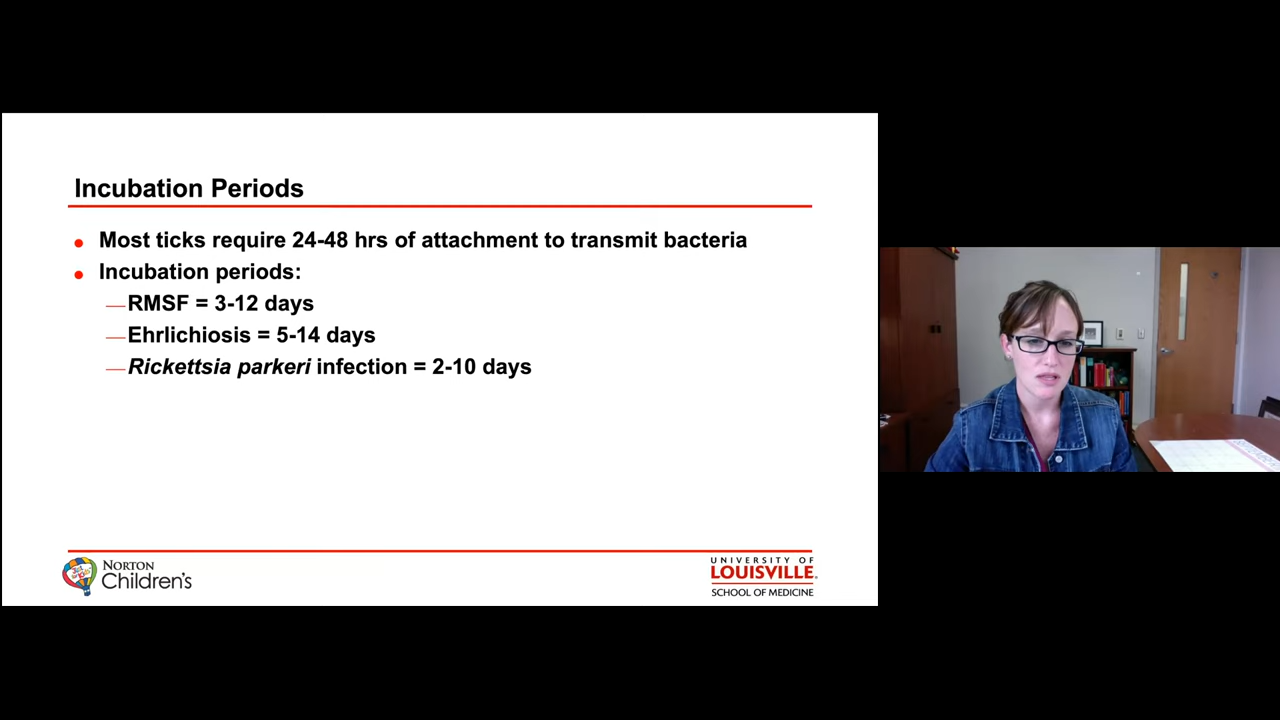 Incubation Periods
Most ticks require 24-48 hrs of attachment to transmit bacteria
Incubation periods:
—RMSF = 3-12 days
—Ehrlichiosis = 5-14 days
—Rickettsia parkeri infection = 2-10 days
NORTON
Children's
UNIVERSITY OF
LOUISVILLE.
SCHOOL OF MEDICINE